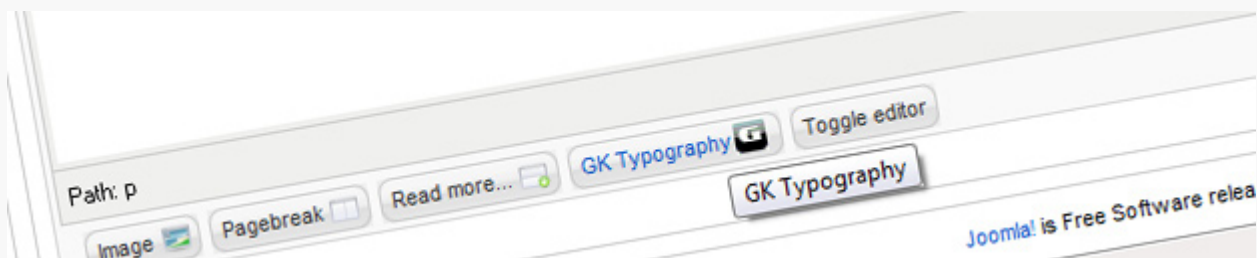 Path: p
Image
Pagebreak
Read more...
GK Typography
Toggle editor
GK Typography
Joomla! is Free Software relea